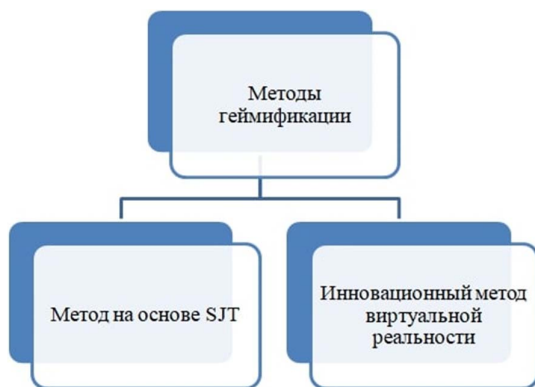 Методы
геймификации
Метод на основе SJT
Инновационный метод
виртуальной
реальности